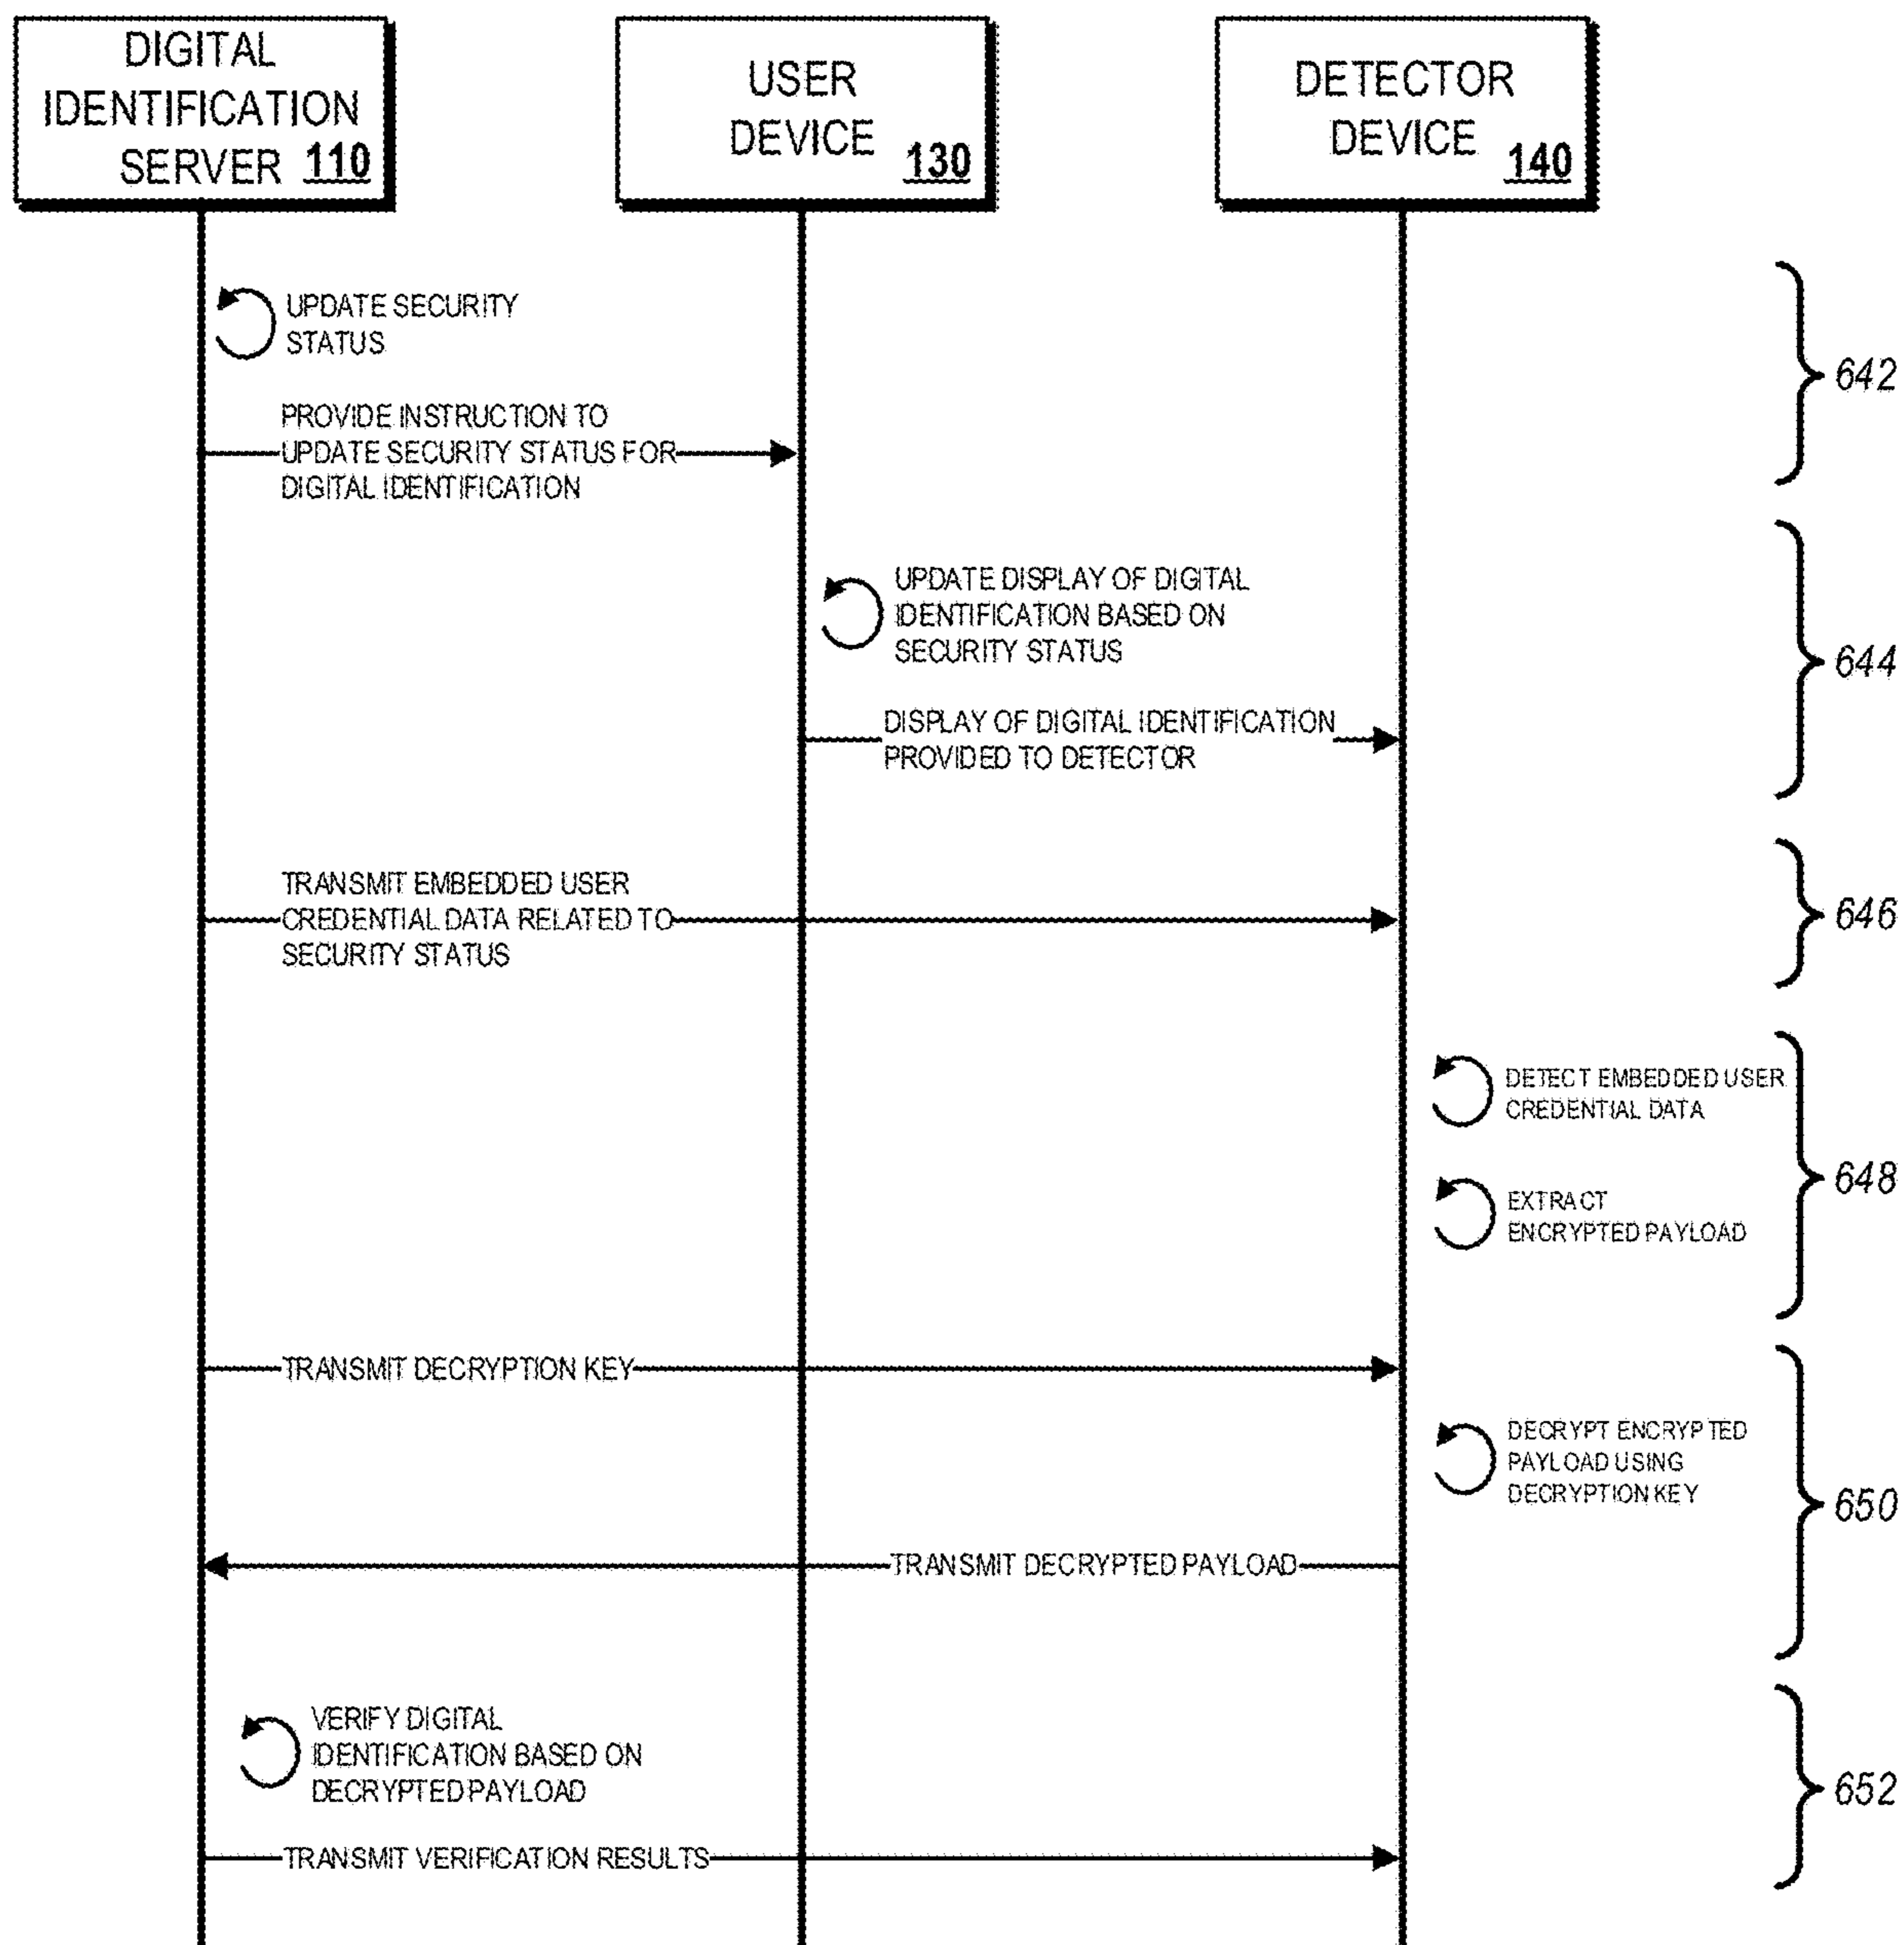 DIGITAL
IDENTIFICATION
SERVER 110
USER
DEVICE 130
DETECTOR
DEVICE 140
UPDATE SECURITY
STATUS
PROVIDE INSTRUCTION TO
UPDATE SECURITY STATUS FOR
DIGITAL IDENTIFICATION
642
UPDATE DISPLAY OF DIGITAL
IDENTIFICATION BASED ON
SECURITY STATUS
DISPLAY OF DIGITAL IDENTIFICATION
PROVIDED TO DETECTOR
644
TRANSMIT EMBEDDED USER
CREDENTIAL DATA RELATED TO
SECURITY STATUS
646
DETECT EMBEDDED USER
CREDENTIAL DATA
EXTRACT
ENCRYPTED PAYLOAD
648
TRANSMIT DECRYPTION KEY
DECRYPT ENCRYPTED
PAYLOAD USING
DECRYPTION KEY
TRANSMIT DECRYPTED PAYLOAD
650
VERIFY DIGITAL
IDENTIFICATION BASED ON
DECRYPTED PAYLOAD
TRANSMIT VERIFICATION RESULTS
652